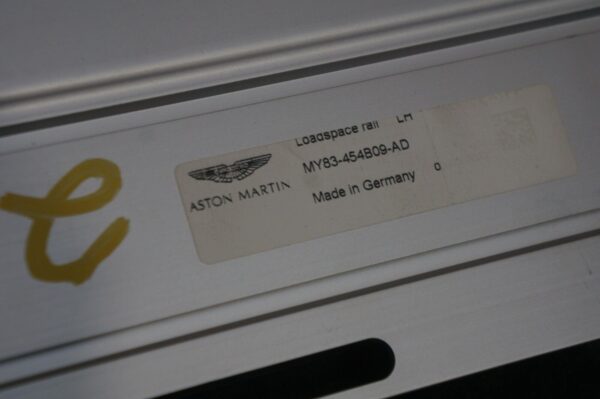 Loadspace rail LH
MY83-454B09-AD
Made in Germany
ASTON MARTIN